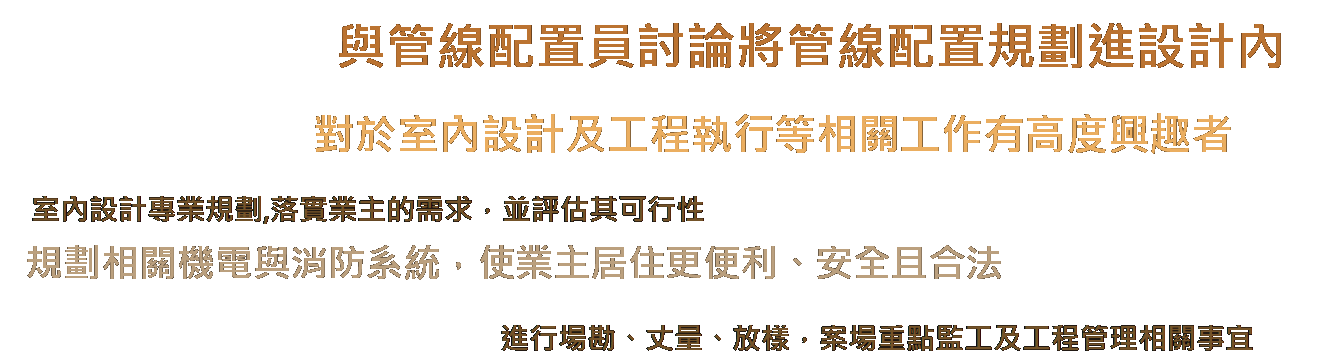 與管線配置員討論將管線配置規劃進設計內
對於室內設計及工程執行等相關工作有高度興趣者
室內設計專業規劃,落實業主的需求，並評估其可行性
規劃相關機電與消防系統，使業主居住更便利、安全且合法
進行場勘、丈量、放樣，案場重點監工及工程管理相關事宜